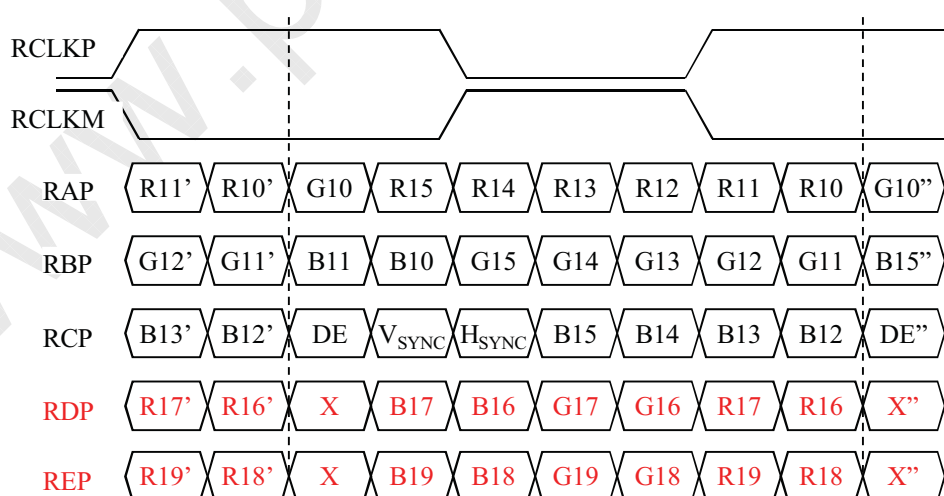 RCLKP
RCLKM
RAP R11’ R10’ G10 R15 R14 R13 R12 R11 R10 G10”
RBP G12’ G11’ B11 B10 G15 G14 G13 G12 G11 B15”
RCP B13’ B12’ DE VSYNC HSYNC B15 B14 B13 B12 DE”
RDP R17’ R16’ X B17 B16 G17 G16 R17 R16 X”
REP R19’ R18’ X B19 B18 G19 G18 R19 R18 X”